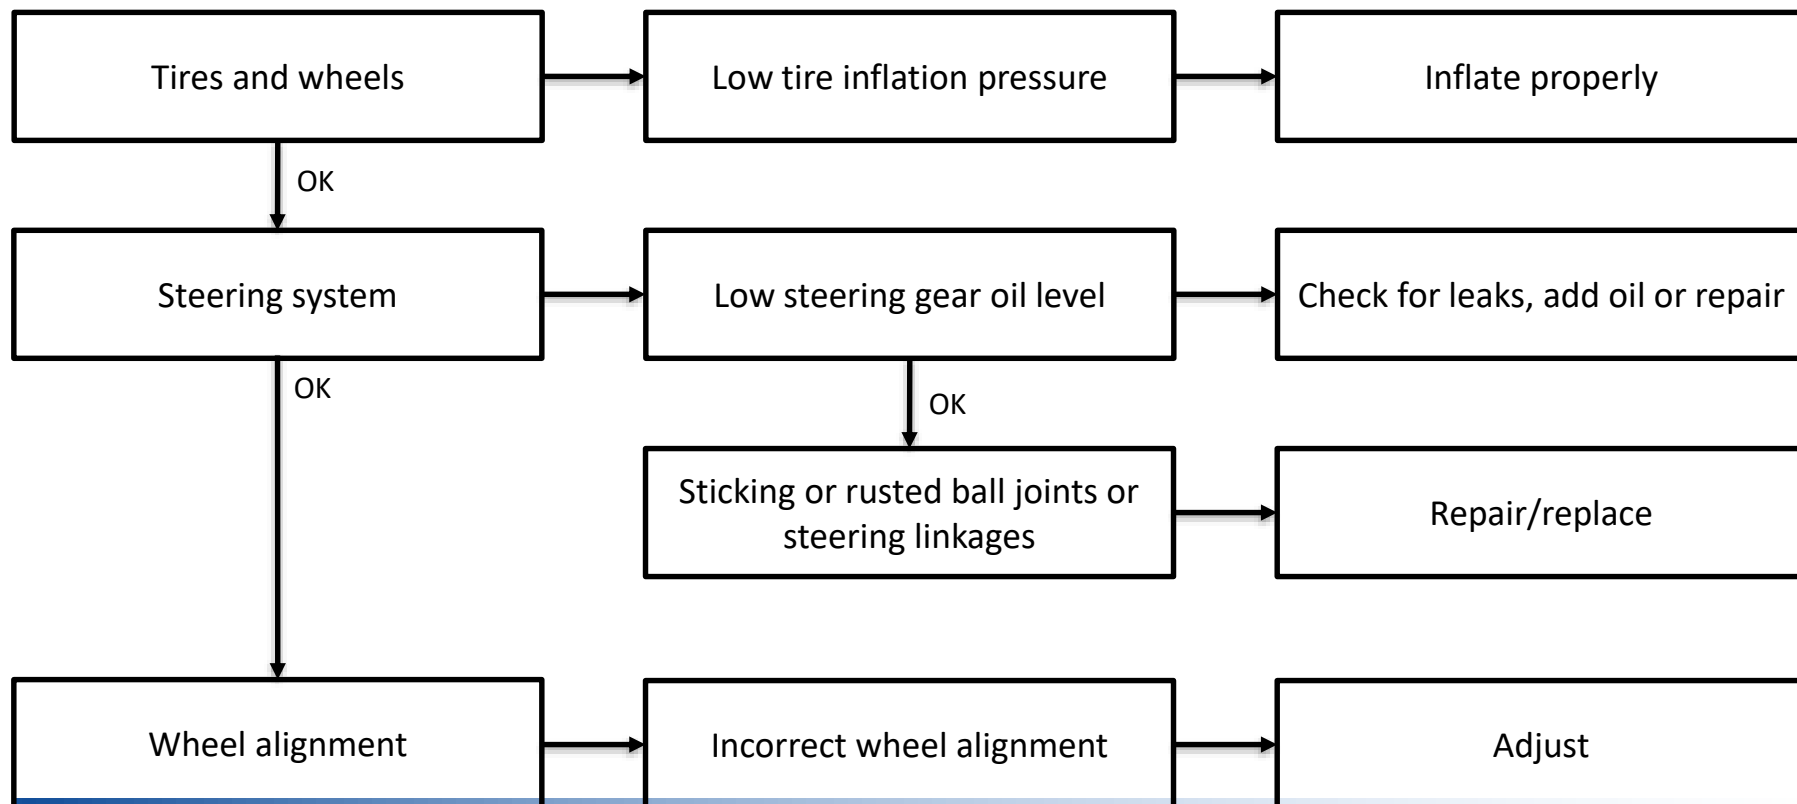 Tires and wheels
Low tire inflation pressure
Inflate properly
OK
Steering system
Low steering gear oil level
Check for leaks, add oil or repair
OK
OK
Sticking or rusted ball joints or
steering linkages
Repair/replace
Wheel alignment
Incorrect wheel alignment
Adjust